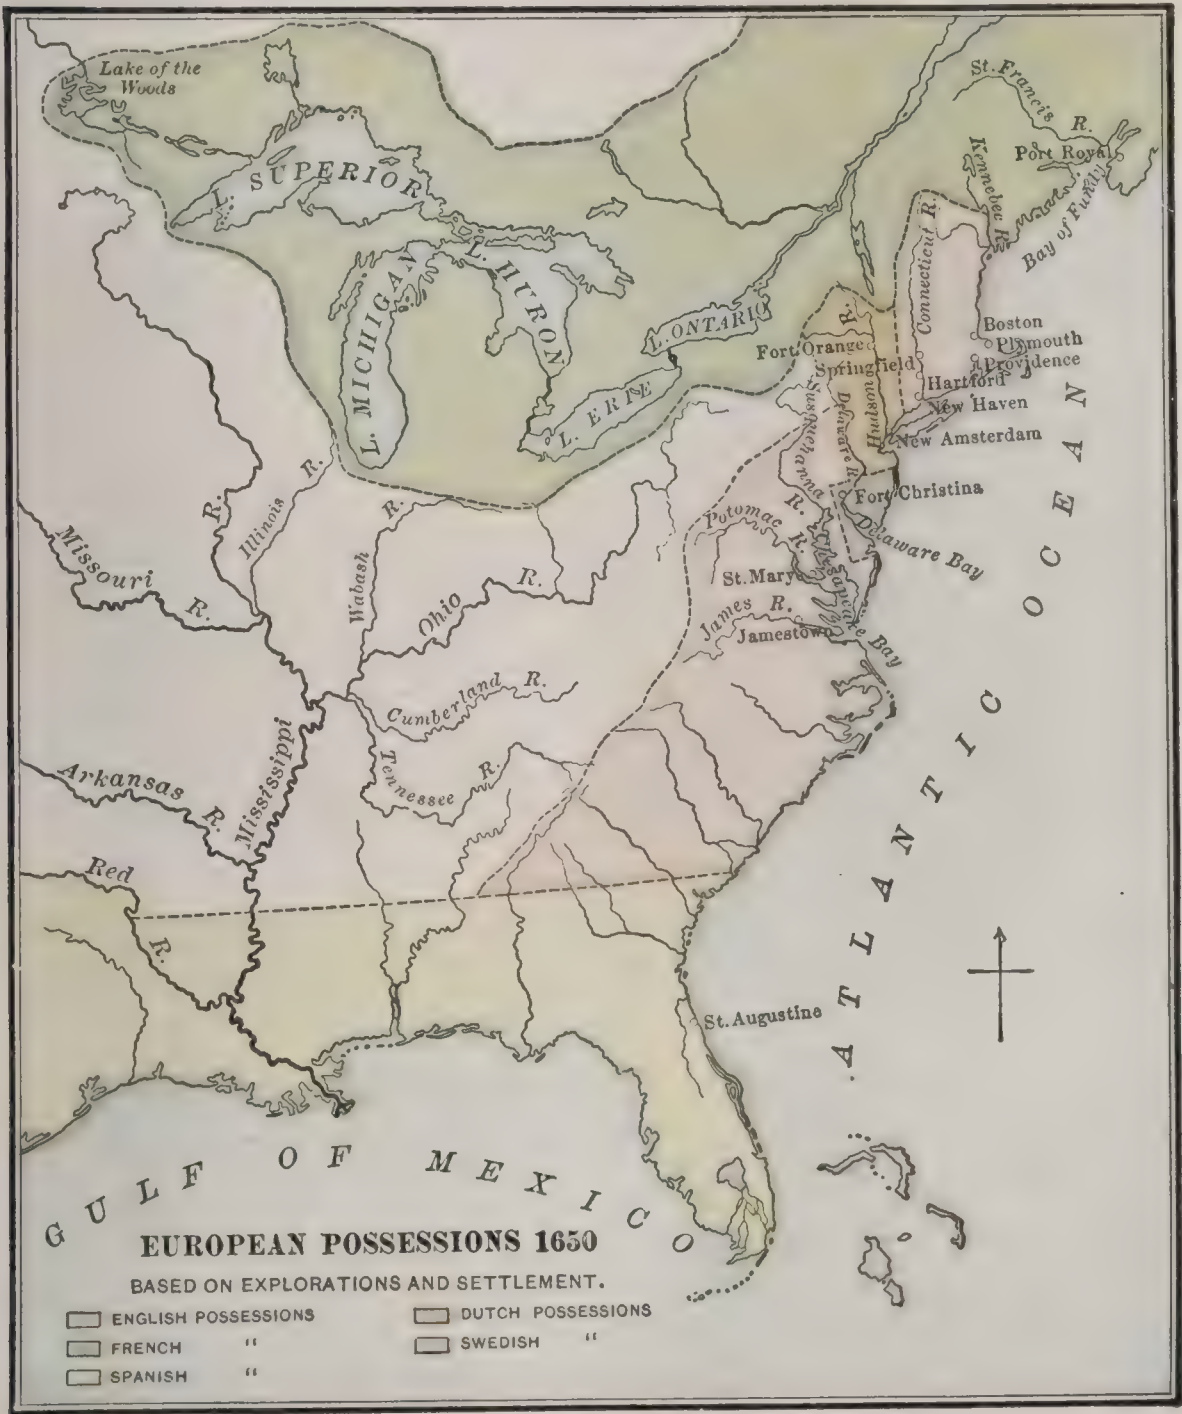 Lake of the
Woods
L. SUPERIOR
L. MICHIGAN
L. HURON
L. ONTARIO
L. ERIE
St. Francis R.
Port Royal
Kennebec R.
Bay of Fundy
Connecticut R.
Boston
Plymouth
Providence
Fort Orange
Springfield
Hartford
New Haven
New Amsterdam
Hudson R.
Delaware R.
Susquehanna R.
Fort Christina
Delaware Bay
Potomac R.
Chesapeake Bay
St. Marys
James R.
Jamestown
Illinois R.
R.
Missouri R.
Wabash R.
Ohio R.
Cumberland R.
Tennessee R.
Mississippi
Arkansas R.
Red R.
St. Augustine
ATLANTIC OCEAN
GULF OF MEXICO
EUROPEAN POSSESSIONS 1650
BASED ON EXPLORATIONS AND SETTLEMENT.
ENGLISH POSSESSIONS
FRENCH "
SPANISH "
DUTCH POSSESSIONS
SWEDISH "